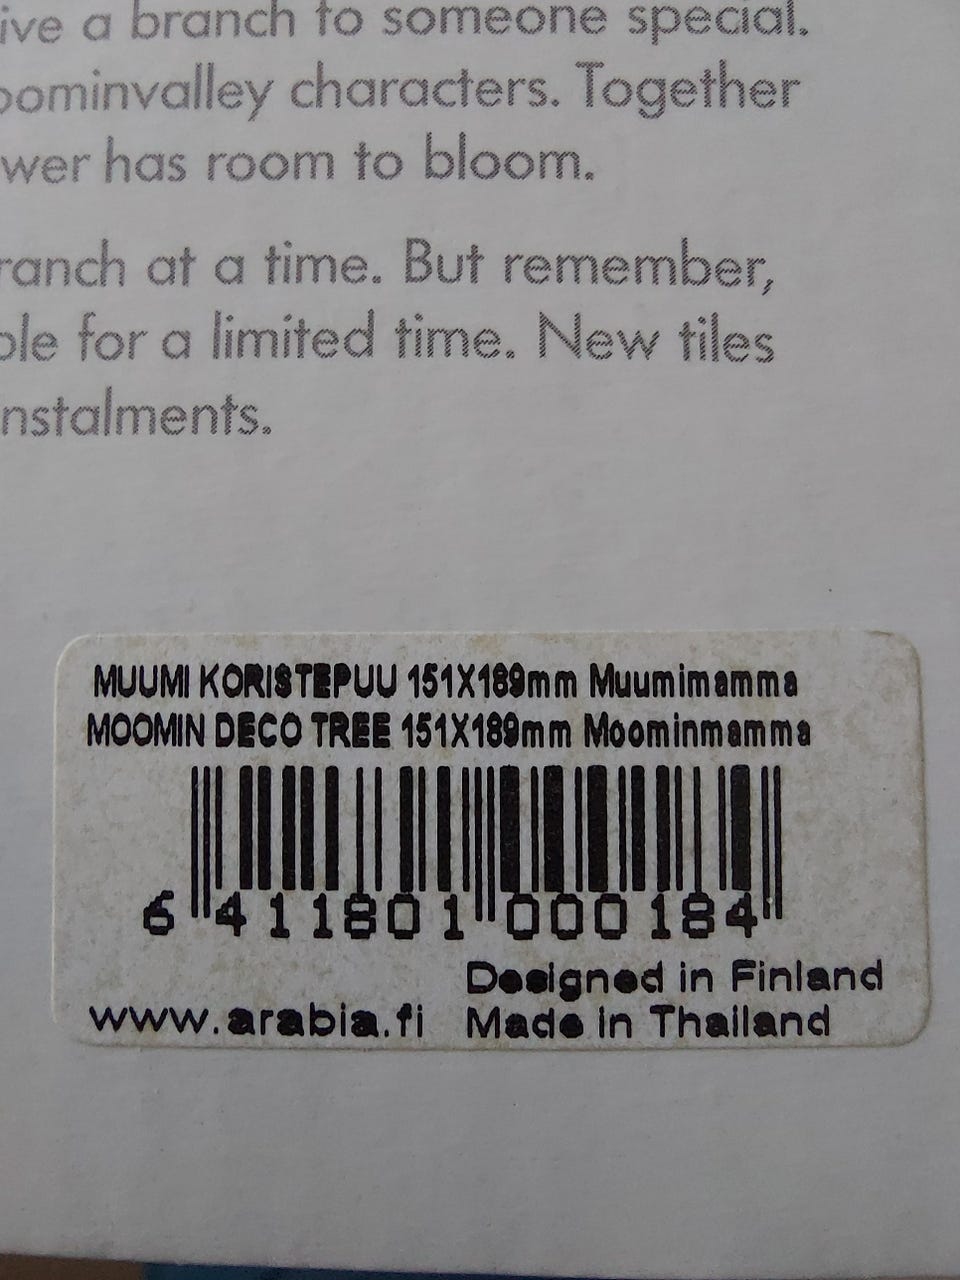 ive a branch to someone special.
oominvalley characters. Together
wer has room to bloom.
ranch at a time. But remember,
ble for a limited time. New tiles
nstalments.
MUUMI KORISTEPUU 151X189mm Muumimamma
MOOMIN DECO TREE 151X189mm Moominmamma
6 411801 000184
Designed in Finland
www.arabia.fi Made in Thailand